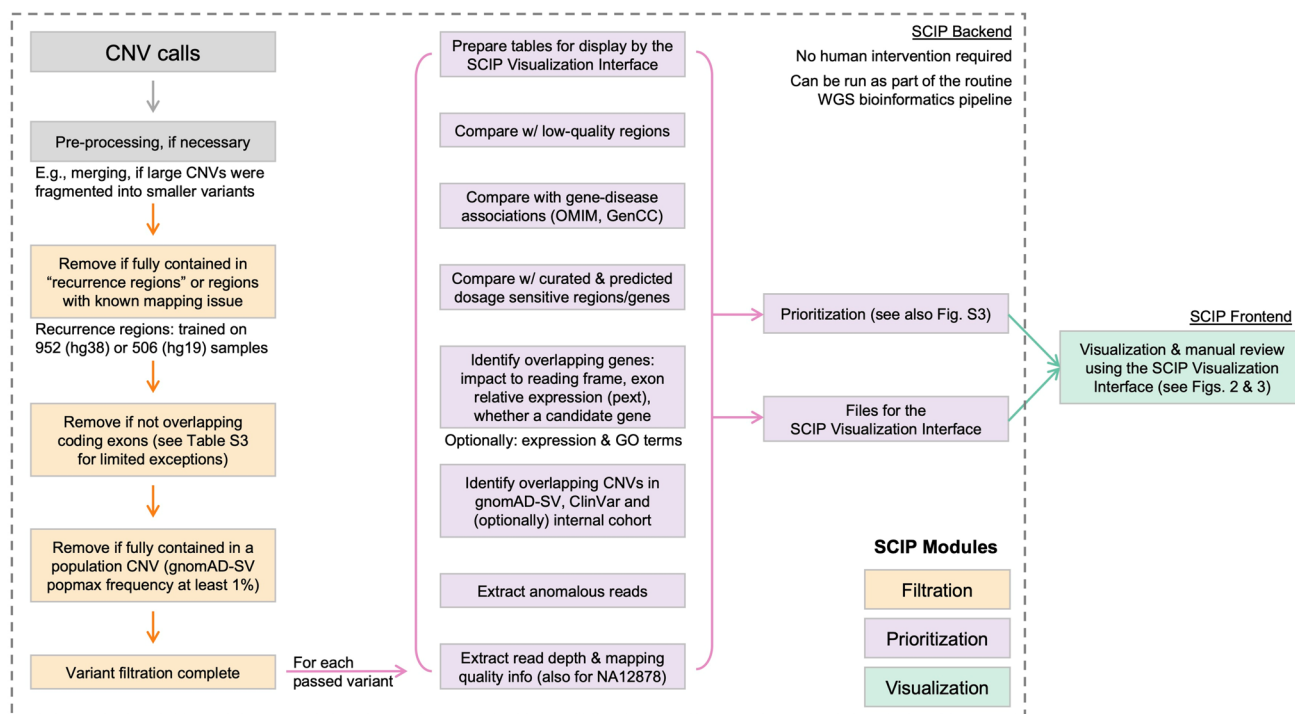 CNV calls
Pre-processing, if necessary
E.g., merging, if large CNVs were
fragmented into smaller variants
Remove if fully contained in
“recurrence regions” or regions
with known mapping issue
Recurrence regions: trained on
952 (hg38) or 506 (hg19) samples
Remove if not overlapping
coding exons (see Table S3
for limited exceptions)
Remove if fully contained in a
population CNV (gnomAD-SV
popmax frequency at least 1%)
Variant filtration complete
For each
passed variant
Prepare tables for display by the
SCIP Visualization Interface
Compare w/ low-quality regions
Compare with gene-disease
associations (OMIM, GenCC)
Compare w/ curated & predicted
dosage sensitive regions/genes
Identify overlapping genes:
impact to reading frame, exon
relative expression (pext),
whether a candidate gene
Optionally: expression & GO terms
Identify overlapping CNVs in
gnomAD-SV, ClinVar and
(optionally) internal cohort
Extract anomalous reads
Extract read depth & mapping
quality info (also for NA12878)
SCIP Backend
No human intervention required
Can be run as part of the routine
WGS bioinformatics pipeline
Prioritization (see also Fig. S3)
Files for the
SCIP Visualization Interface
SCIP Frontend
Visualization & manual review
using the SCIP Visualization
Interface (see Figs. 2 & 3)
SCIP Modules
Filtration
Prioritization
Visualization